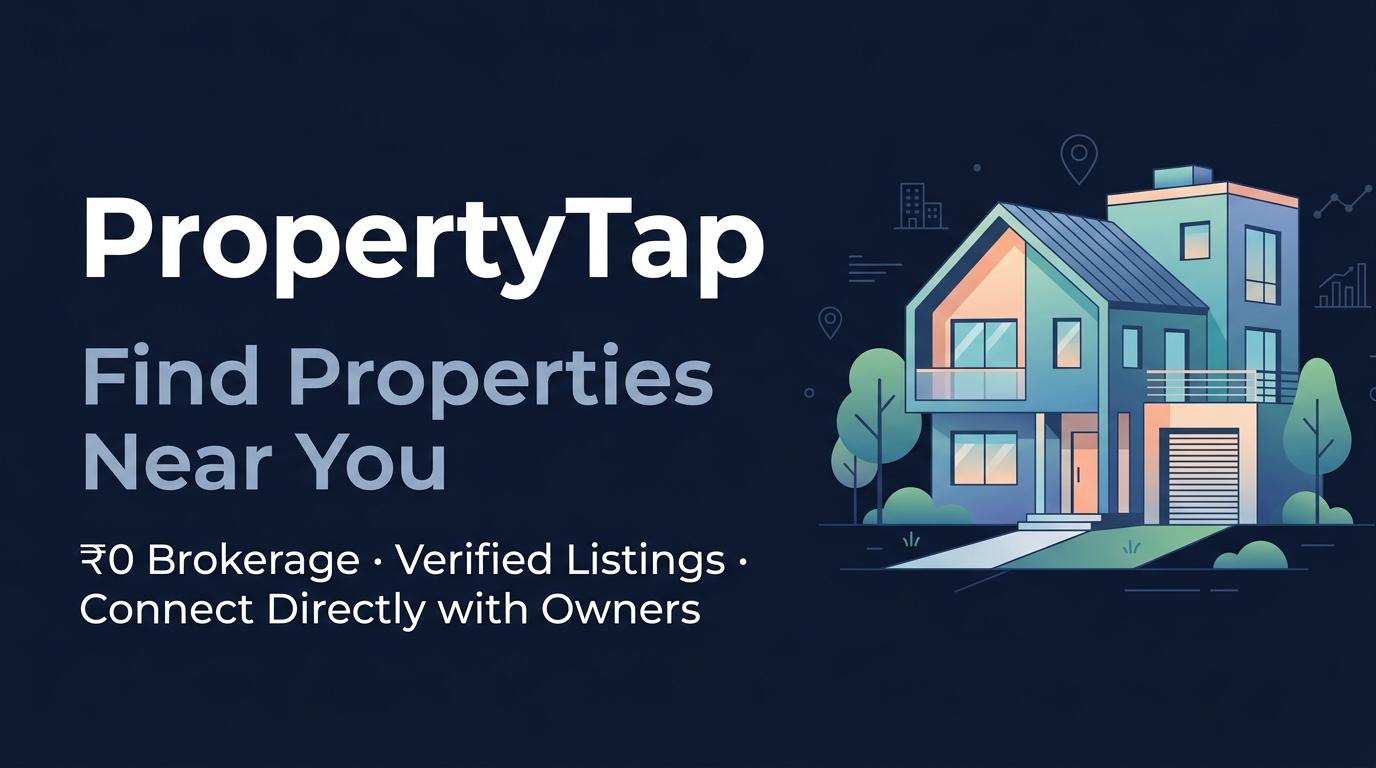 PropertyTap
Find Properties
Near You
₹0 Brokerage · Verified Listings ·
Connect Directly with Owners